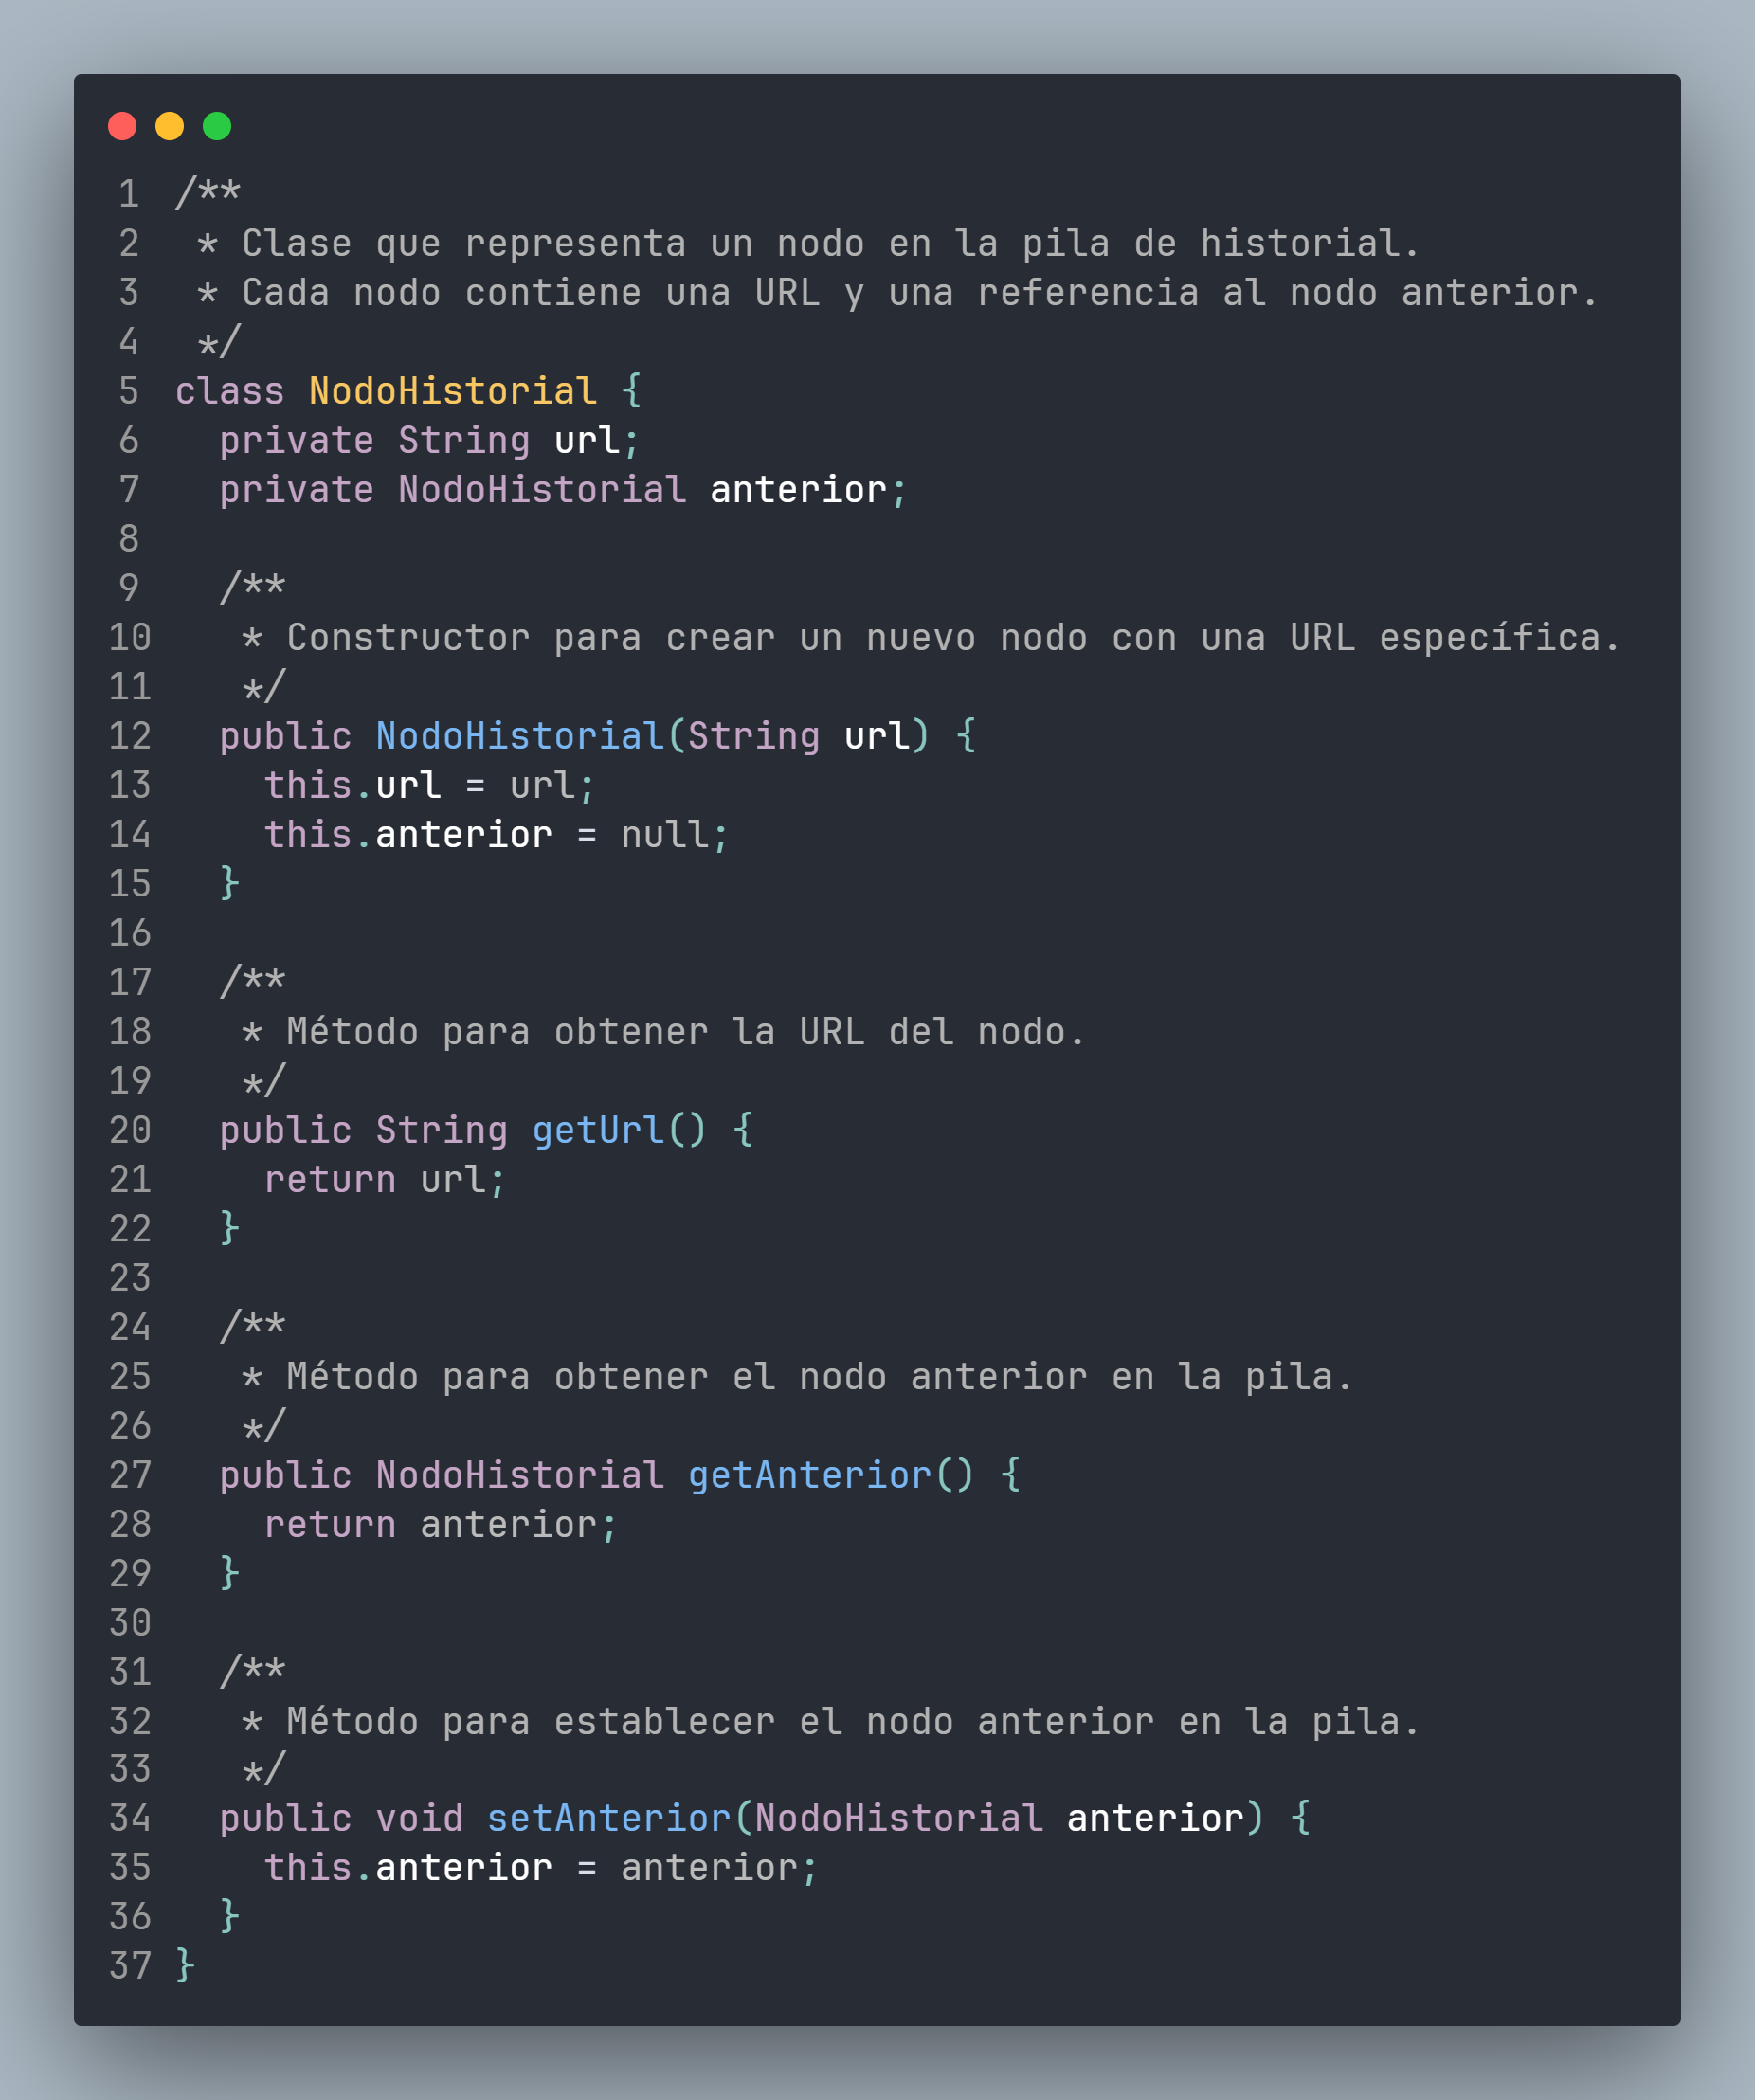 1 /**
2  * Clase que representa un nodo en la pila de historial.
3  * Cada nodo contiene una URL y una referencia al nodo anterior.
4  */
5 class NodoHistorial {
6   private String url;
7   private NodoHistorial anterior;
8
9   /**
10    * Constructor para crear un nuevo nodo con una URL específica.
11    */
12   public NodoHistorial(String url) {
13     this.url = url;
14     this.anterior = null;
15   }
16
17   /**
18    * Método para obtener la URL del nodo.
19    */
20   public String getUrl() {
21     return url;
22   }
23
24   /**
25    * Método para obtener el nodo anterior en la pila.
26    */
27   public NodoHistorial getAnterior() {
28     return anterior;
29   }
30
31   /**
32    * Método para establecer el nodo anterior en la pila.
33    */
34   public void setAnterior(NodoHistorial anterior) {
35     this.anterior = anterior;
36   }
37 }